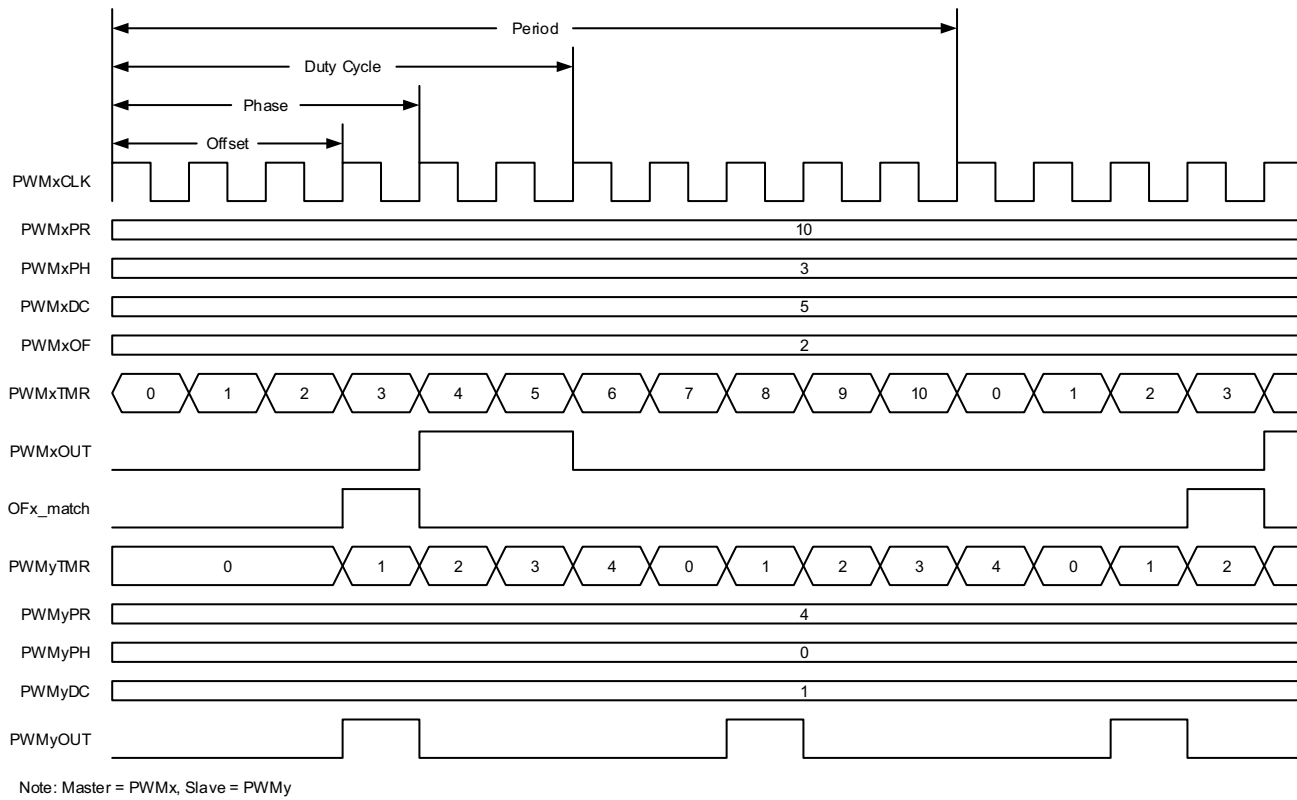 Period
Duty Cycle
Phase
Offset
PWMxCLK
PWMxPR 10
PWMxPH 3
PWMxDC 5
PWMxOF 2
PWMxTMR 0 1 2 3 4 5 6 7 8 9 10 0 1 2 3
PWMxOUT
OFx_match
PWMyTMR 0 1 2 3 4 0 1 2 3 4 0 1 2
PWMyPR 4
PWMyPH 0
PWMyDC 1
PWMyOUT
Note: Master = PWMx, Slave = PWMy